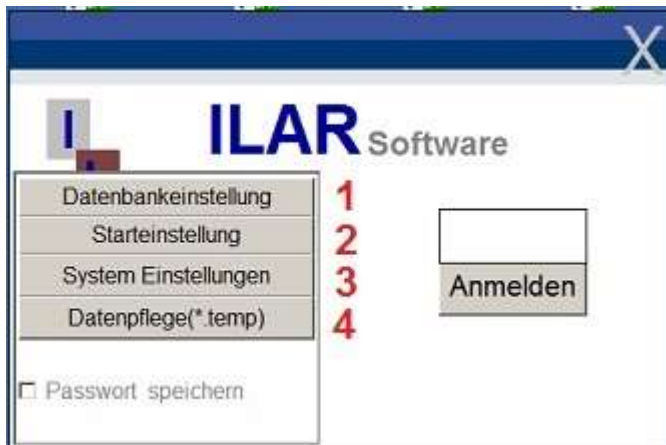 X
I
ILAR Software
Datenbankeinstellung 1
Starteinstellung 2
System Einstellungen 3
Anmelden
Datenpflege(*.temp) 4
Passwort speichern